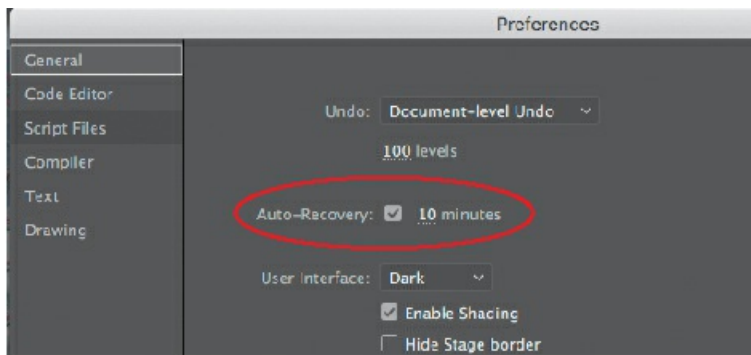 Preferences
General
Code Editor
Script Files
Compiler
Text
Drawing
Undo: Document-level Undo
100 levels
Auto-Recovery: 10 minutes
User Interface: Dark
Enable Shading
Hide Stage border